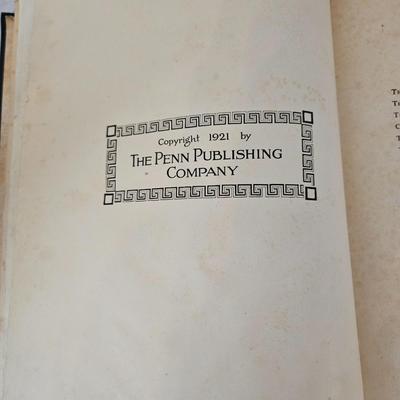 Copyright 1921 by
THE PENN PUBLISHING
COMPANY